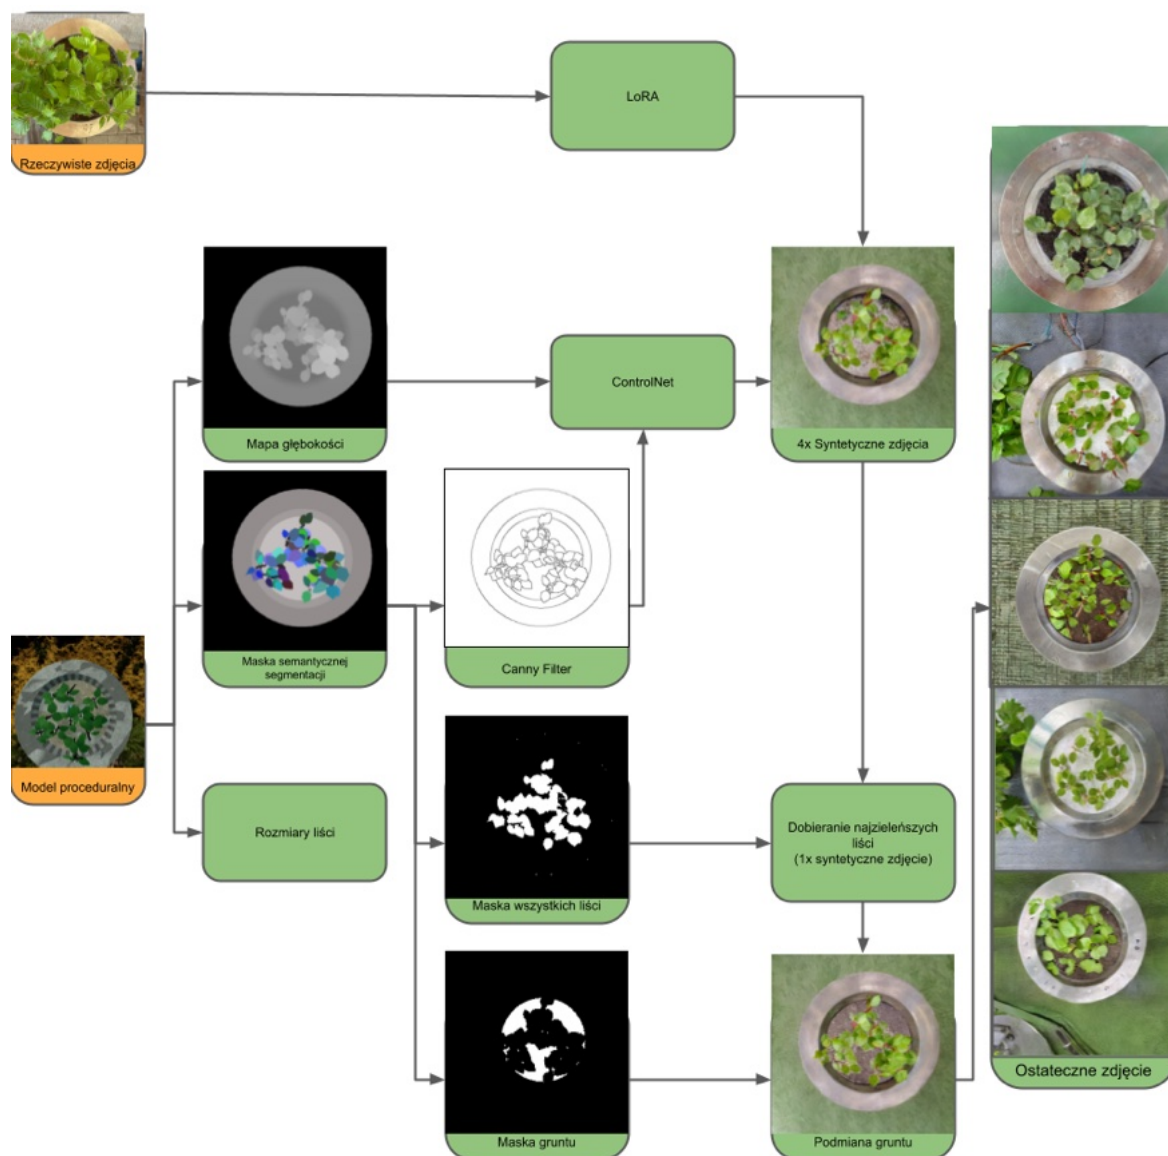 LoRA
Rzeczywiste zdjęcia
ControlNet
Mapa głębokości
4x Syntetyczne zdjęcia
Maska semantycznej
segmentacji
Canny Filter
Model proceduralny
Rozmiary liści
Dobieranie najzieleńszych
liści
(1x syntetyczne zdjęcie)
Maska wszystkich liści
Ostateczne zdjęcie
Maska gruntu
Podmiana gruntu